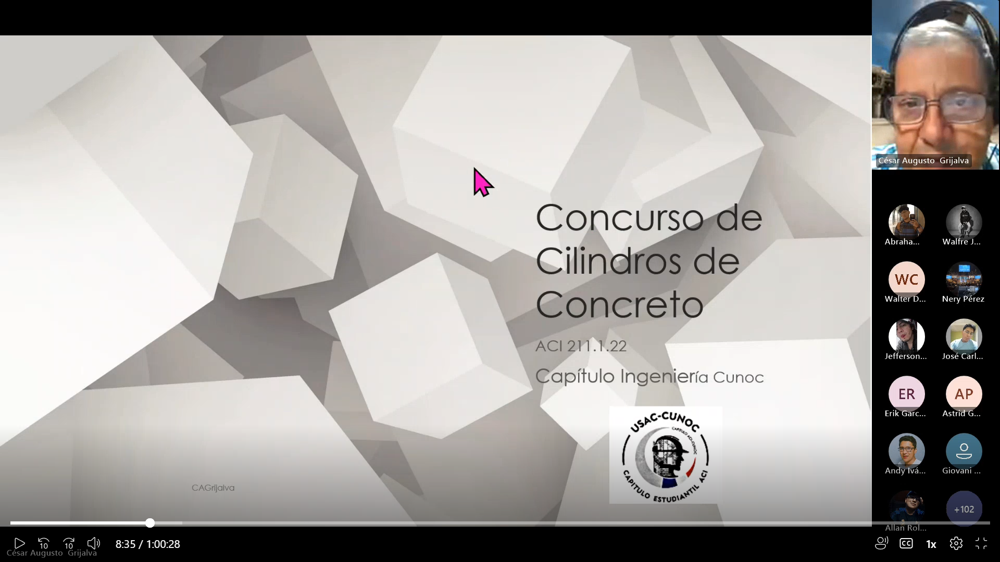 Concurso de
Cilindros de
Concreto
ACI 211.1.22
Capítulo Ingeniería Cunoc
USAC-CUNOC
CAPITULO ACI-CUNOC
CAPITULO ESTUDIANTIL ACI
CAGrijalva
César Augusto Grijalva
Abraha...
Walfre J...
WC
Walter D...
Nery Pérez
Jefferson...
José Carl...
ER
Erik Garc...
AP
Astrid G...
Andy Ivá...
Giovani ...
+102
Allan Rol...
10
10
8:35 / 1:00:28
CC
1x
César Augusto Grijalva